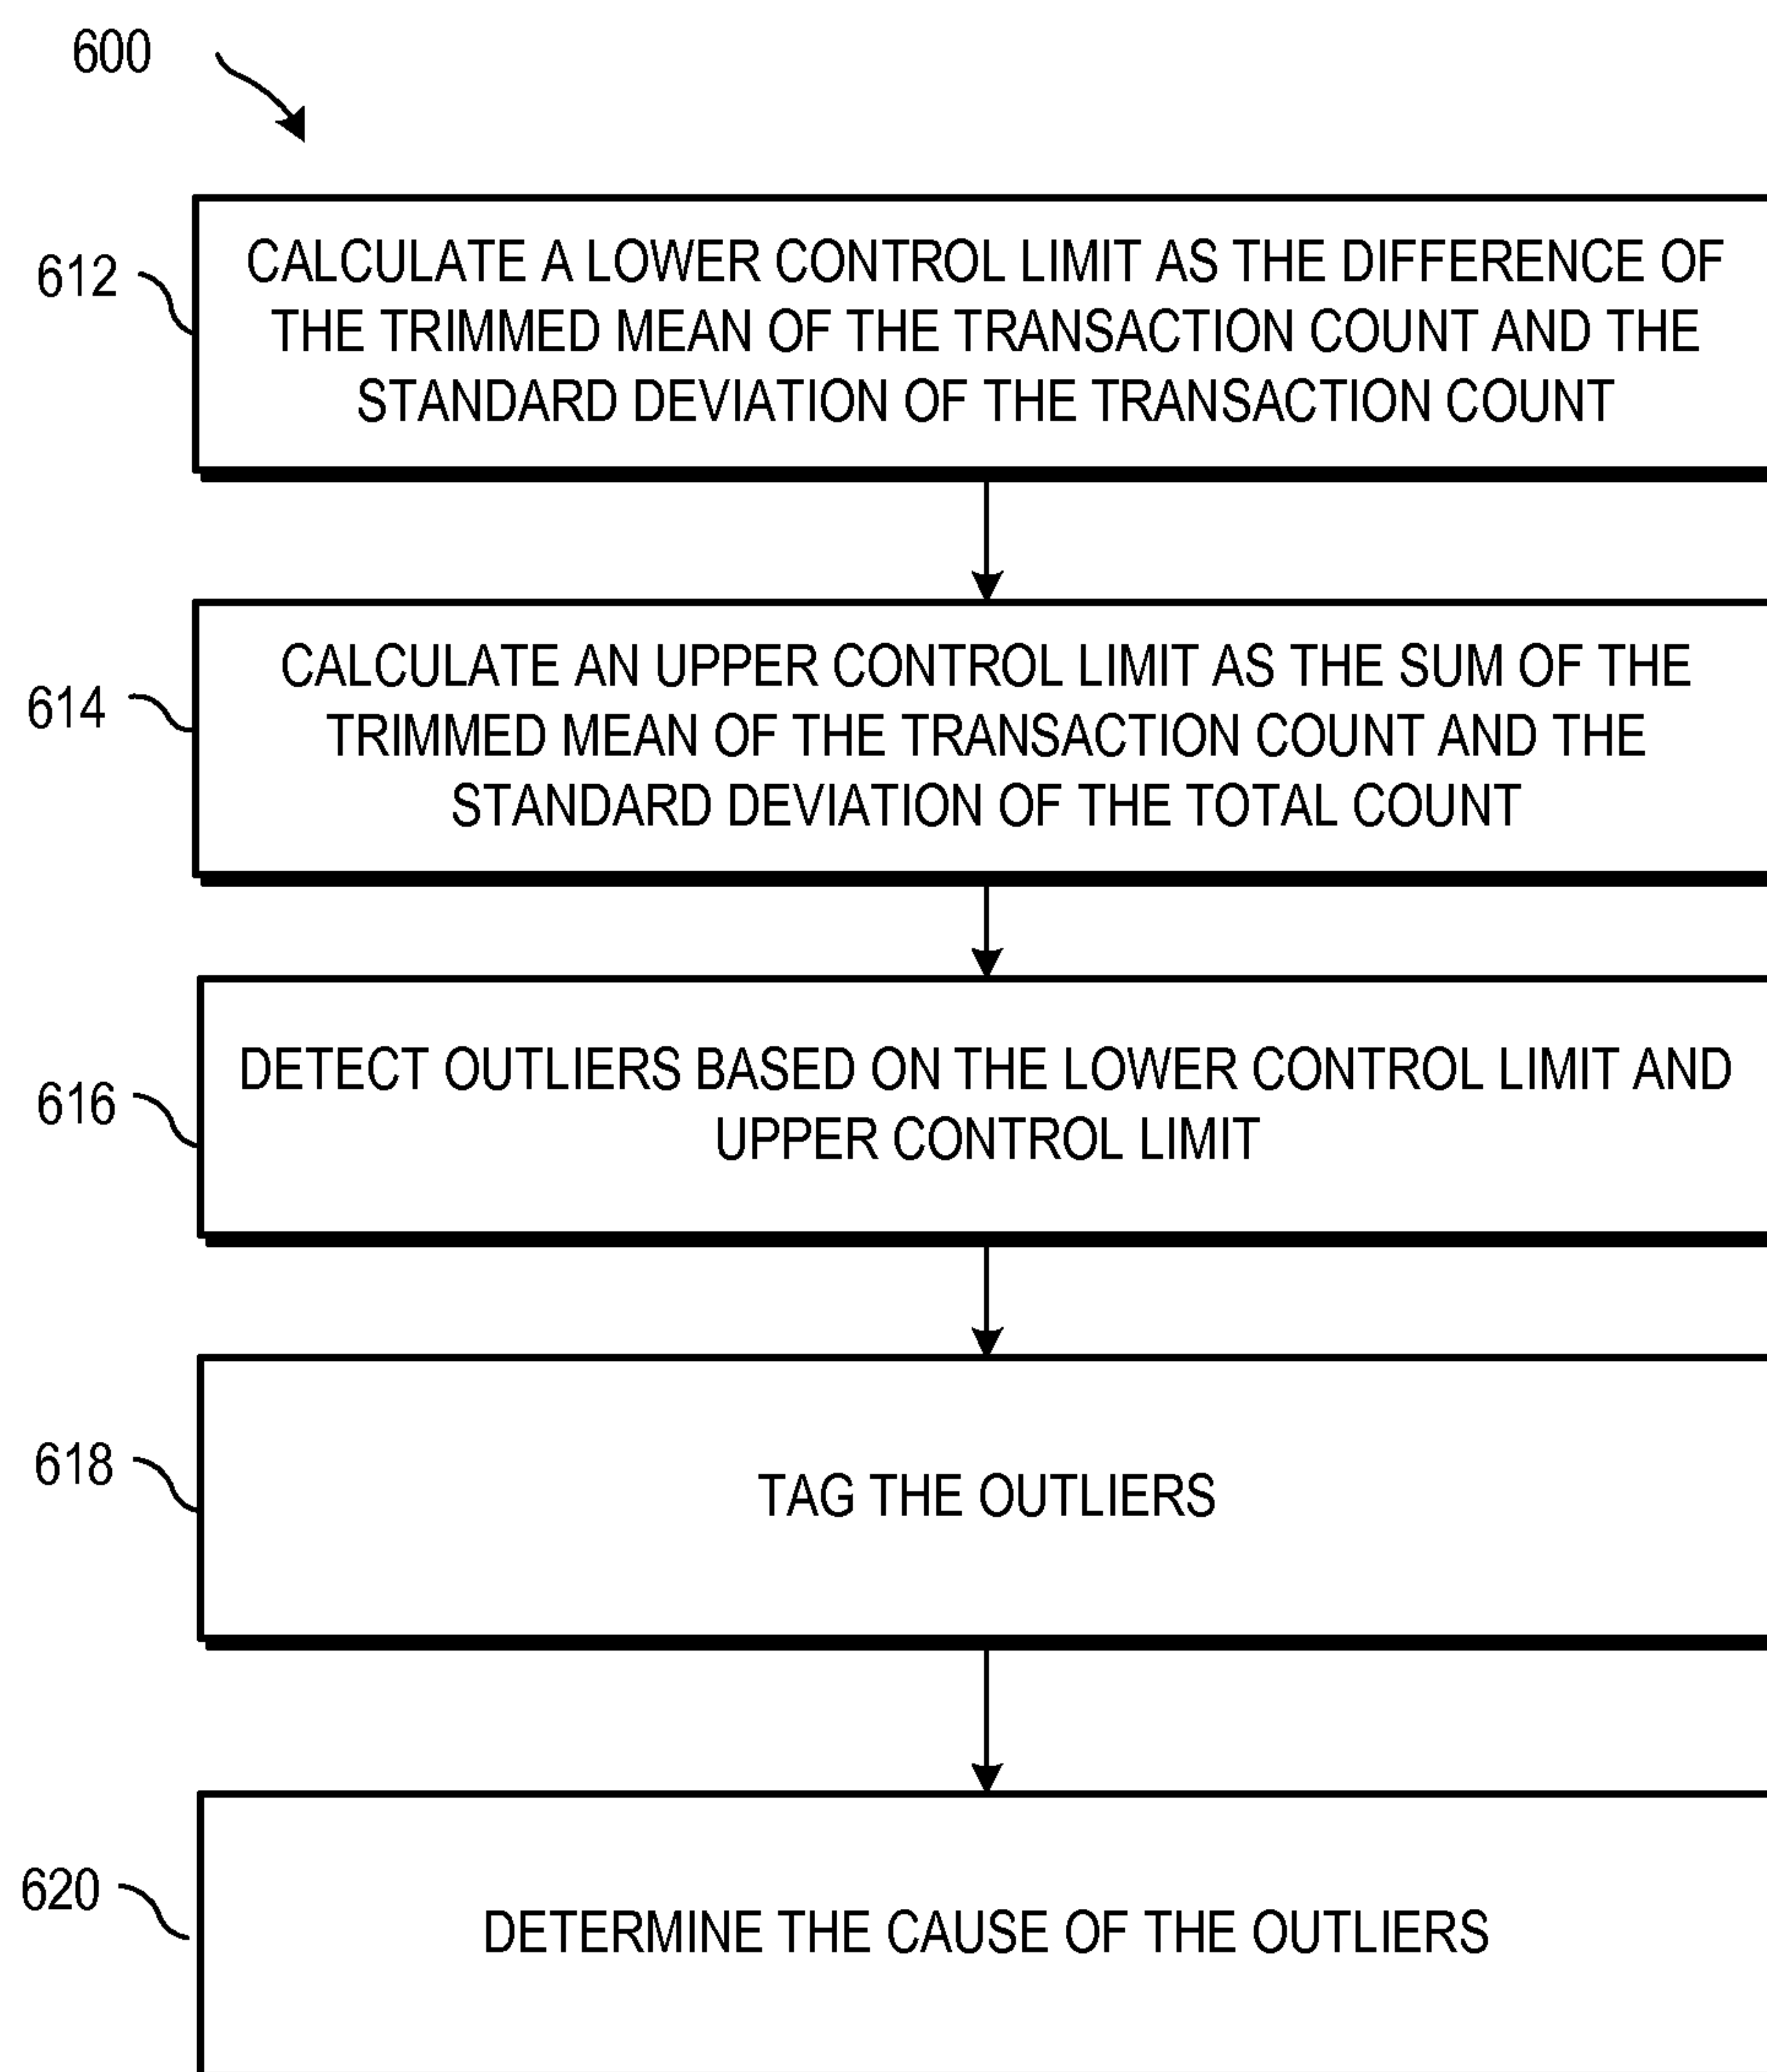 600
612
CALCULATE A LOWER CONTROL LIMIT AS THE DIFFERENCE OF
THE TRIMMED MEAN OF THE TRANSACTION COUNT AND THE
STANDARD DEVIATION OF THE TRANSACTION COUNT
614
CALCULATE AN UPPER CONTROL LIMIT AS THE SUM OF THE
TRIMMED MEAN OF THE TRANSACTION COUNT AND THE
STANDARD DEVIATION OF THE TOTAL COUNT
616
DETECT OUTLIERS BASED ON THE LOWER CONTROL LIMIT AND
UPPER CONTROL LIMIT
618
TAG THE OUTLIERS
620
DETERMINE THE CAUSE OF THE OUTLIERS